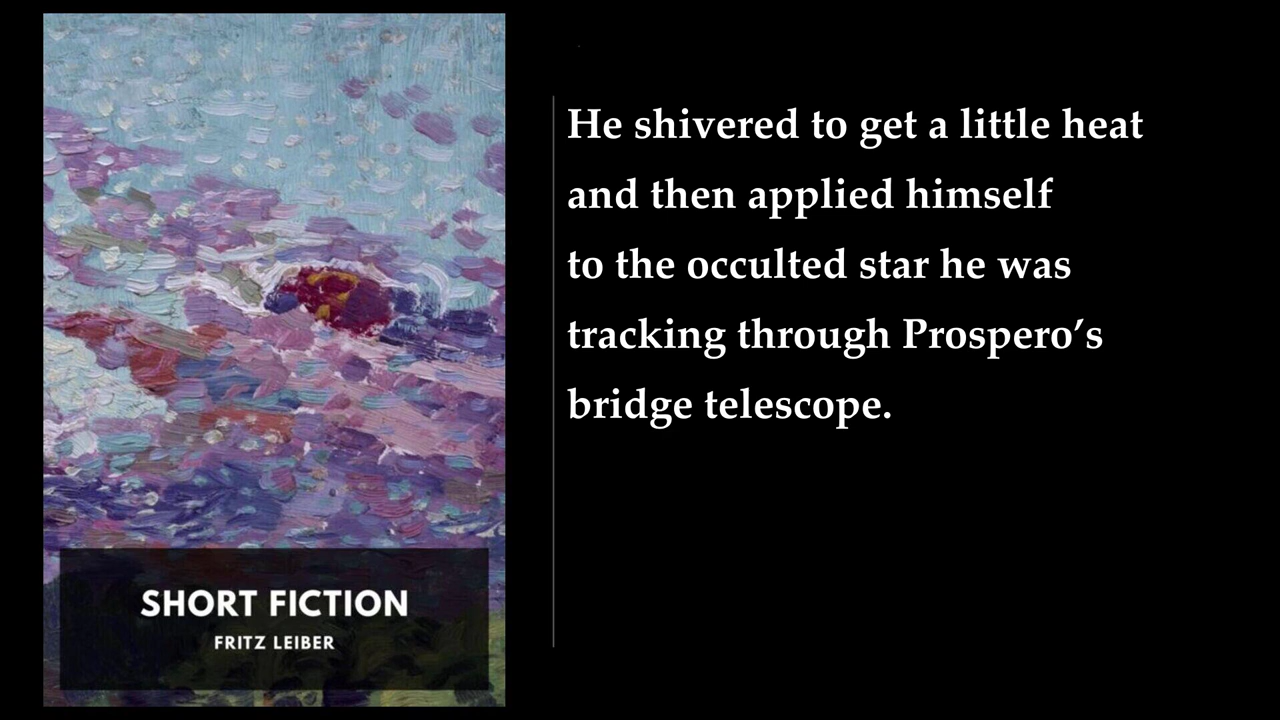 He shivered to get a little heat
and then applied himself
to the occulted star he was
tracking through Prospero’s
bridge telescope.
SHORT FICTION
FRITZ LEIBER